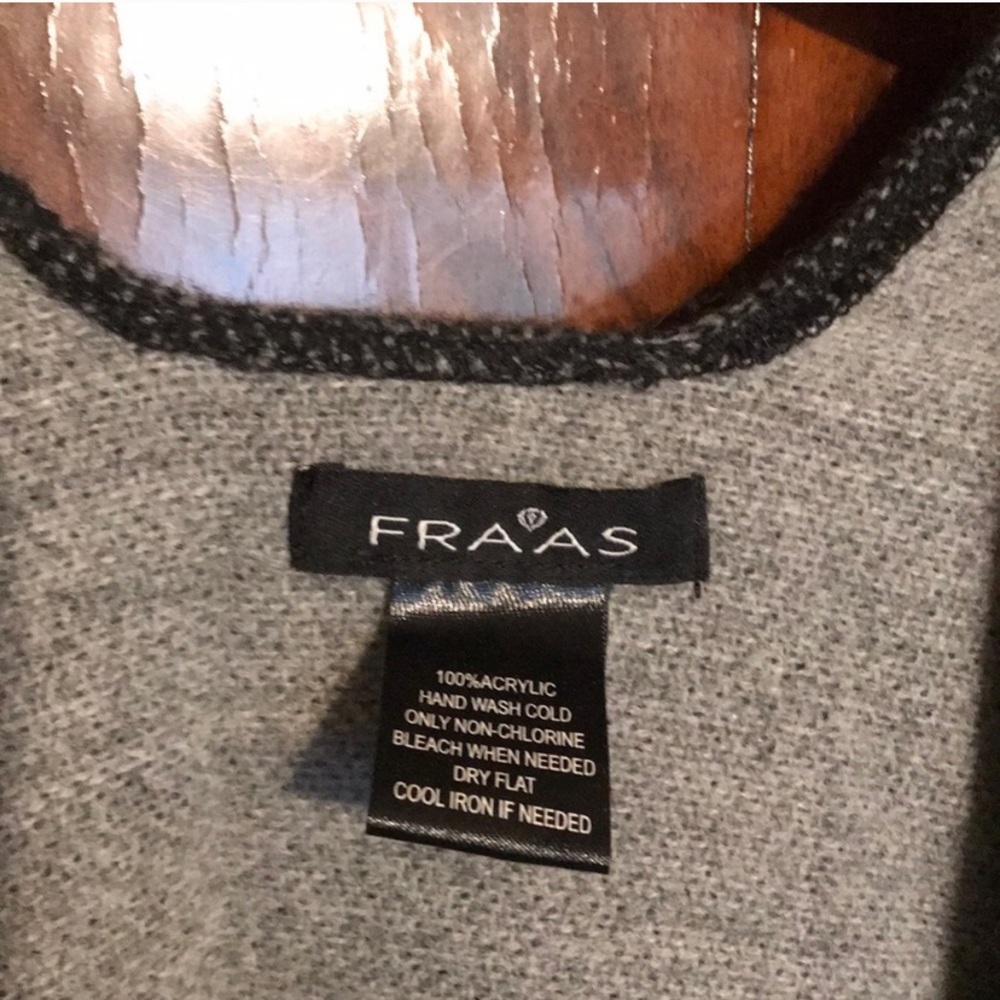 FRAAS
100%ACRYLIC
HAND WASH COLD
ONLY NON-CHLORINE
BLEACH WHEN NEEDED
DRY FLAT
COOL IRON IF NEEDED